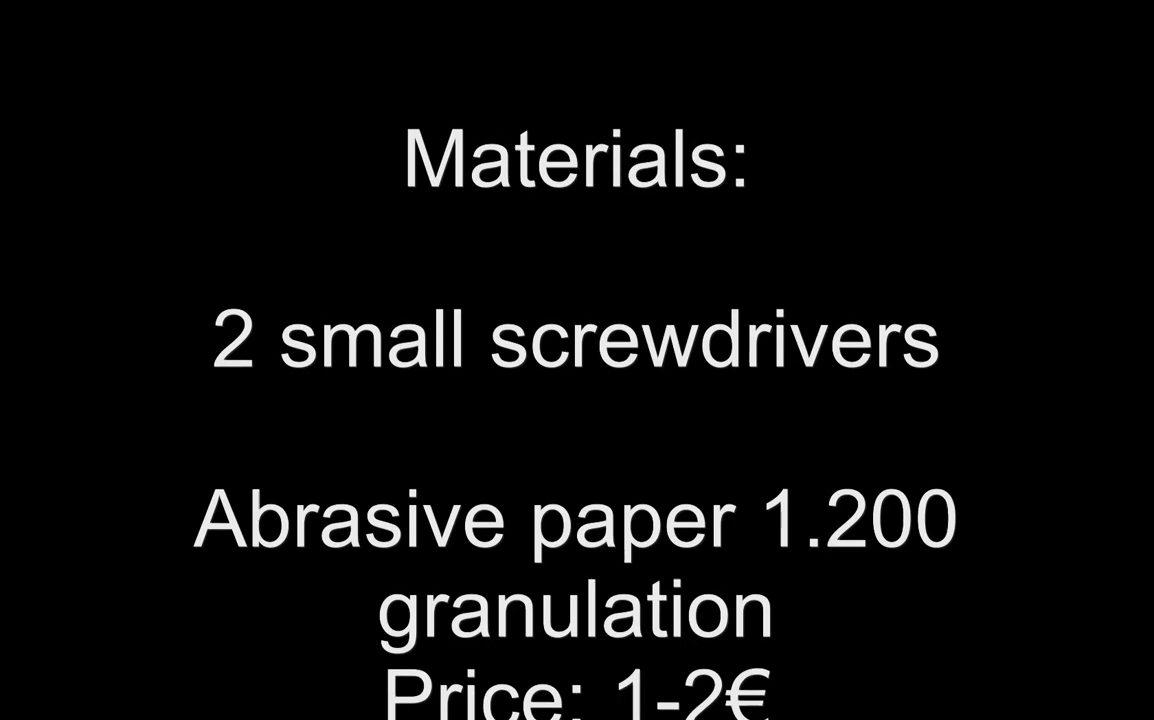 Materials:
2 small screwdrivers
Abrasive paper 1.200
granulation
Price: 1-2€